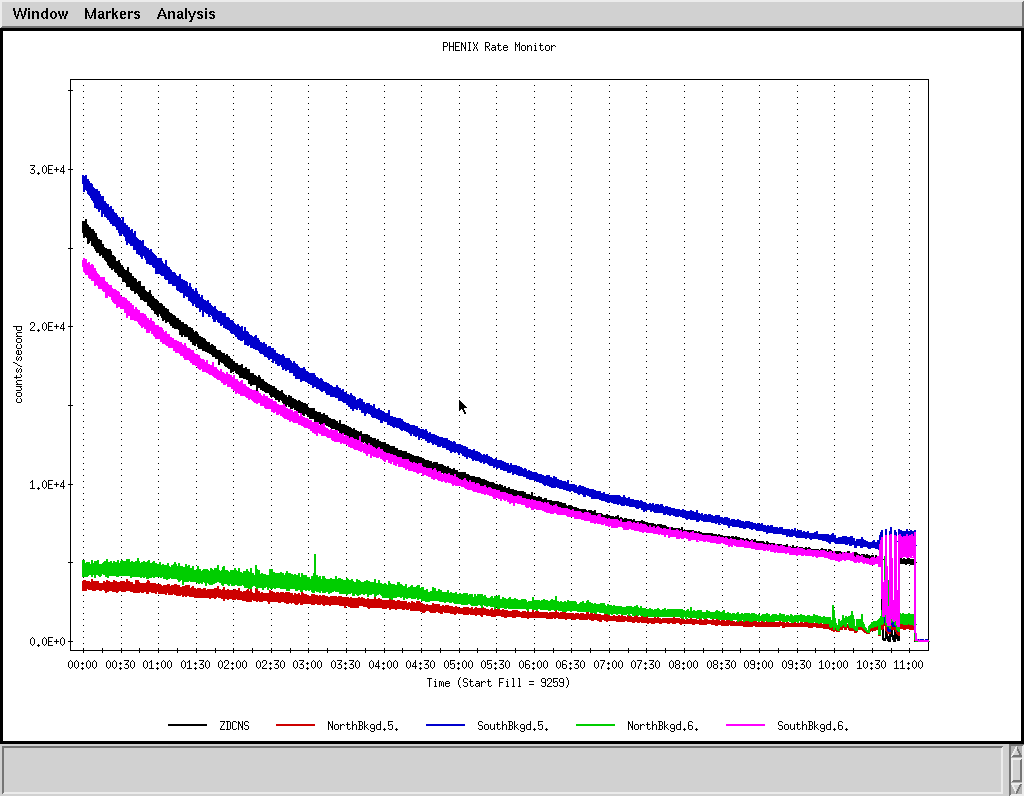 Window Markers Analysis
PHENIX Rate Monitor
counts/second
3.0E+4
2.0E+4
1.0E+4
0.0E+0
00:00 00:30 01:00 01:30 02:00 02:30 03:00 03:30 04:00 04:30 05:00 05:30 06:00 06:30 07:00 07:30 08:00 08:30 09:00 09:30 10:00 10:30 11:00
Time (Start Fill = 9259)
ZDCNS NorthBkgd.5. SouthBkgd.5. NorthBkgd.6. SouthBkgd.6.